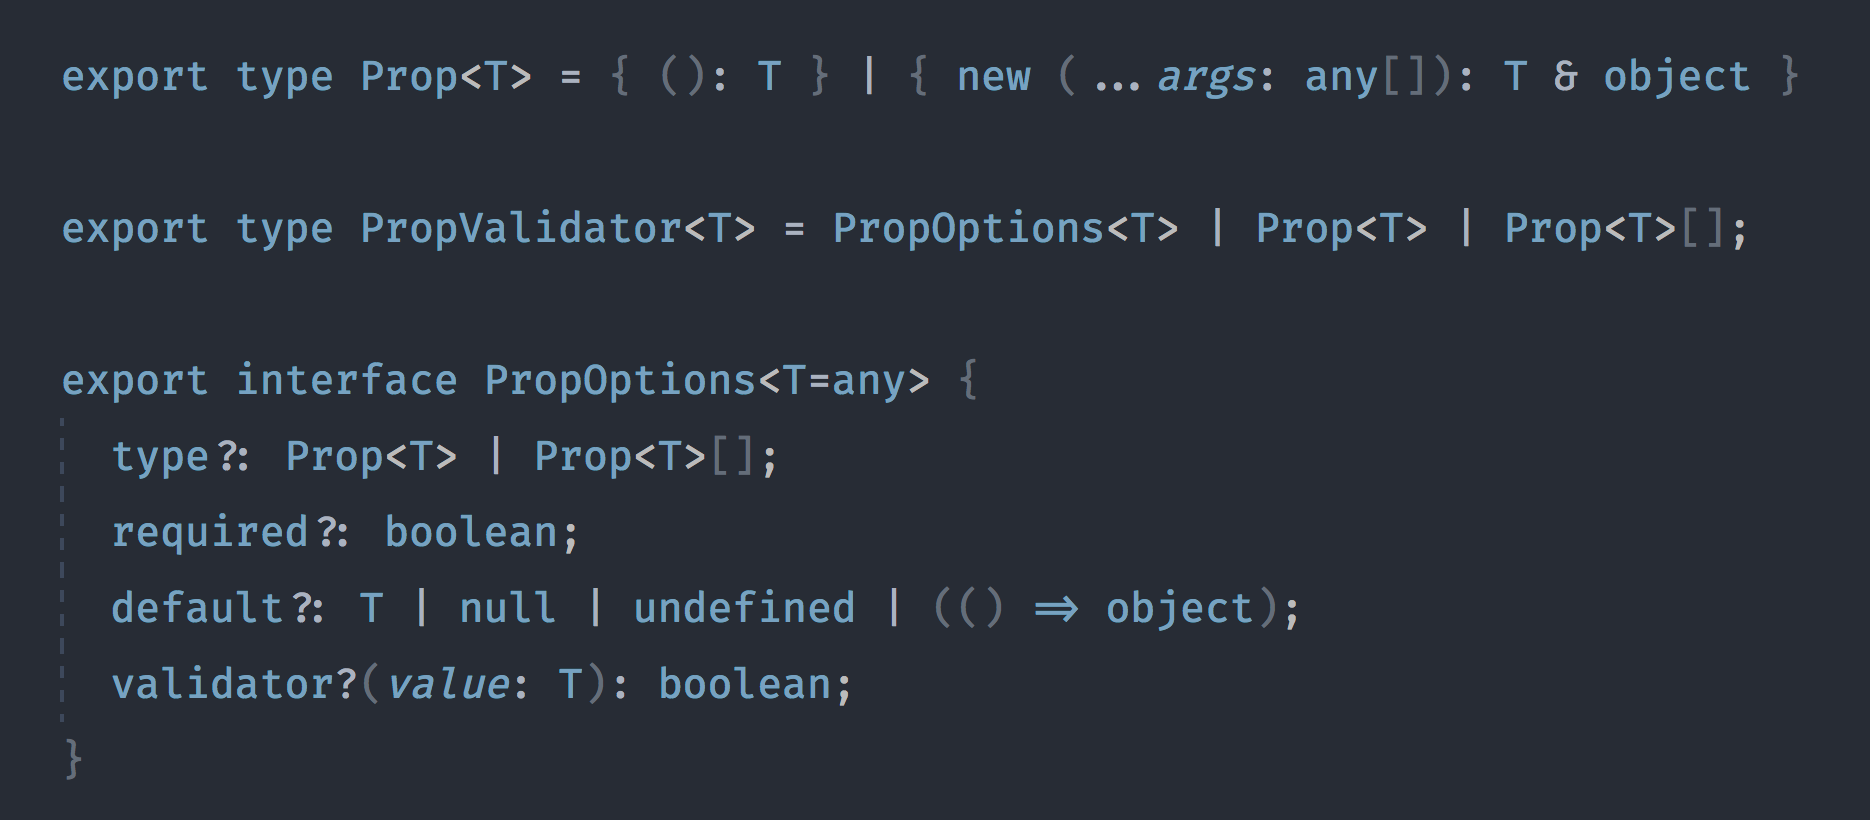 export type Prop<T> = { (): T } | { new (...args: any[]): T & object }
export type PropValidator<T> = PropOptions<T> | Prop<T> | Prop<T>[];
export interface PropOptions<T=any> {
  type?: Prop<T> | Prop<T>[];
  required?: boolean;
  default?: T | null | undefined | (() => object);
  validator?(value: T): boolean;
}